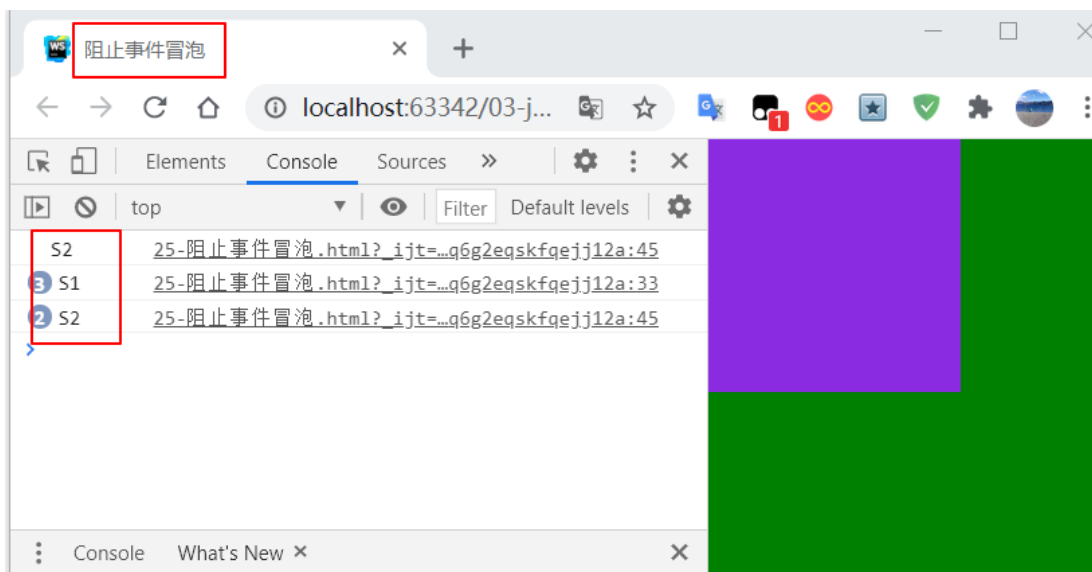 WS 阻止事件冒泡
localhost:63342/03-j... 1
Elements Console Sources
top Filter Default levels
S2 25-阻止事件冒泡.html?_ijt=…q6g2eqskfqejj12a:45
3 S1 25-阻止事件冒泡.html?_ijt=…q6g2eqskfqejj12a:33
2 S2 25-阻止事件冒泡.html?_ijt=…q6g2eqskfqejj12a:45
Console What's New